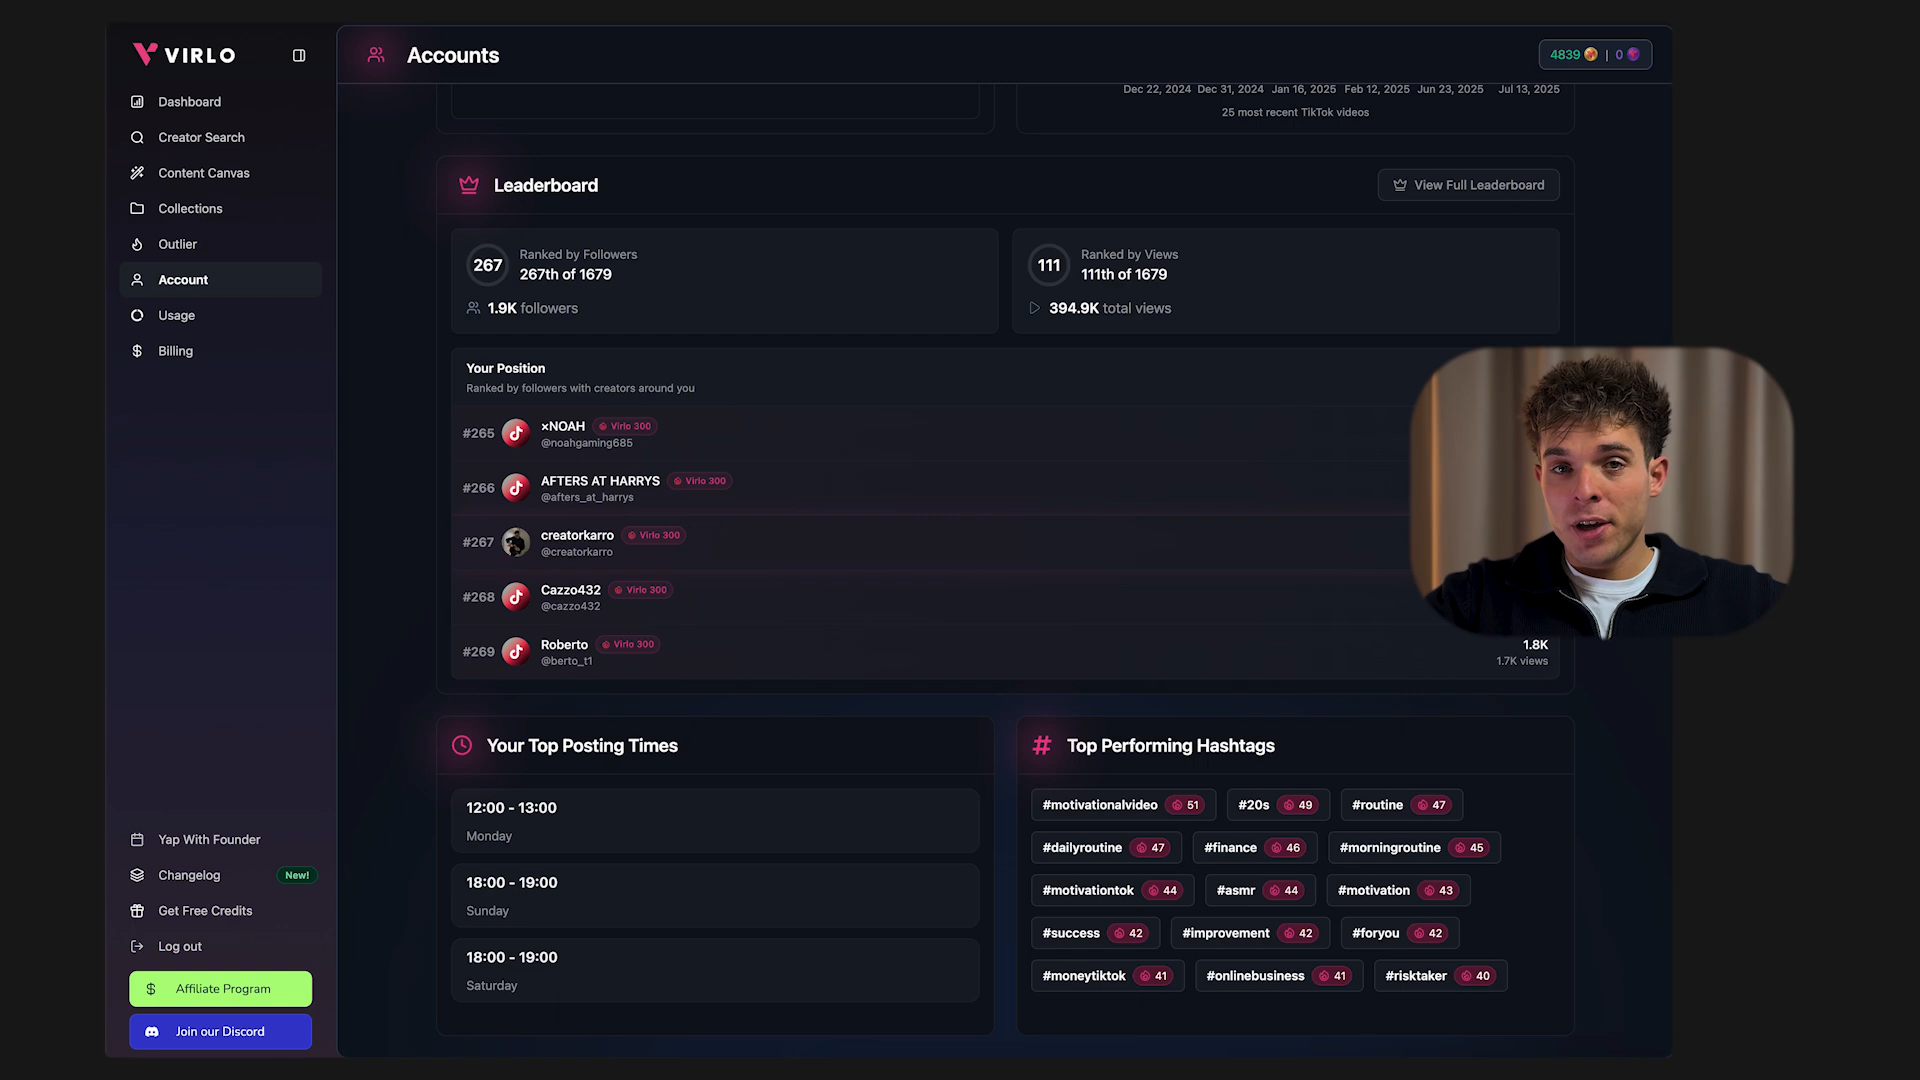 VIRLO
Dashboard
Creator Search
Content Canvas
Collections
Outlier
Account
Usage
Billing
Yap With Founder
Changelog New!
Get Free Credits
Log out
$ Affiliate Program
Join our Discord
Accounts
4839 | 0
Dec 22, 2024 Dec 31, 2024 Jan 16, 2025 Feb 12, 2025 Jun 23, 2025 Jul 13, 2025
25 most recent TikTok videos
Leaderboard
View Full Leaderboard
267
Ranked by Followers
267th of 1679
1.9K followers
111
Ranked by Views
111th of 1679
394.9K total views
Your Position
Ranked by followers with creators around you
#265 ×NOAH Virlo 300
@noahgaming685
#266 AFTERS AT HARRYS Virlo 300
@afters_at_harrys
#267 creatorkarro Virlo 300
@creatorkarro
#268 Cazzo432 Virlo 300
@cazzo432
#269 Roberto Virlo 300
@berto_t1
1.8K
1.7K views
Your Top Posting Times
12:00 - 13:00
Monday
18:00 - 19:00
Sunday
18:00 - 19:00
Saturday
# Top Performing Hashtags
#motivationalvideo 51 #20s 49 #routine 47
#dailyroutine 47 #finance 46 #morningroutine 45
#motivationtok 44 #asmr 44 #motivation 43
#success 42 #improvement 42 #foryou 42
#moneytiktok 41 #onlinebusiness 41 #risktaker 40